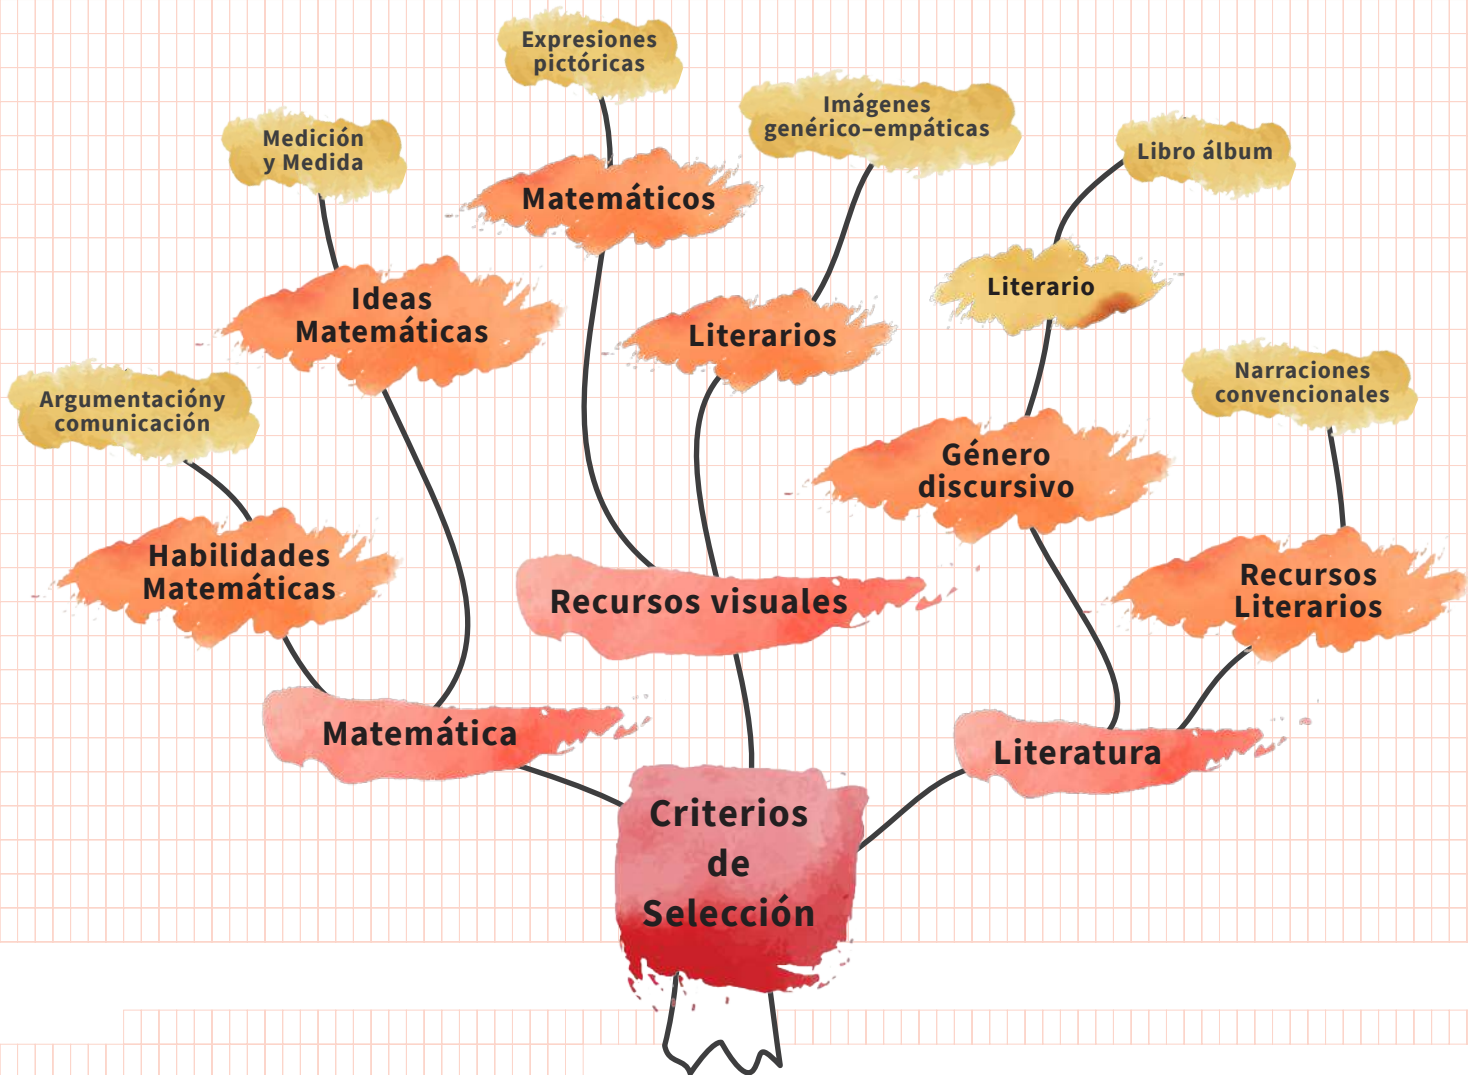 Expresiones
pictóricas
Imágenes
genérico-empáticas
Medición
y Medida
Libro álbum
Matemáticos
Ideas
Matemáticas
Literario
Literarios
Narraciones
convencionales
Argumentacióny
comunicación
Género
discursivo
Habilidades
Matemáticas
Recursos
Literarios
Recursos visuales
Matemática
Literatura
Criterios
de
Selección